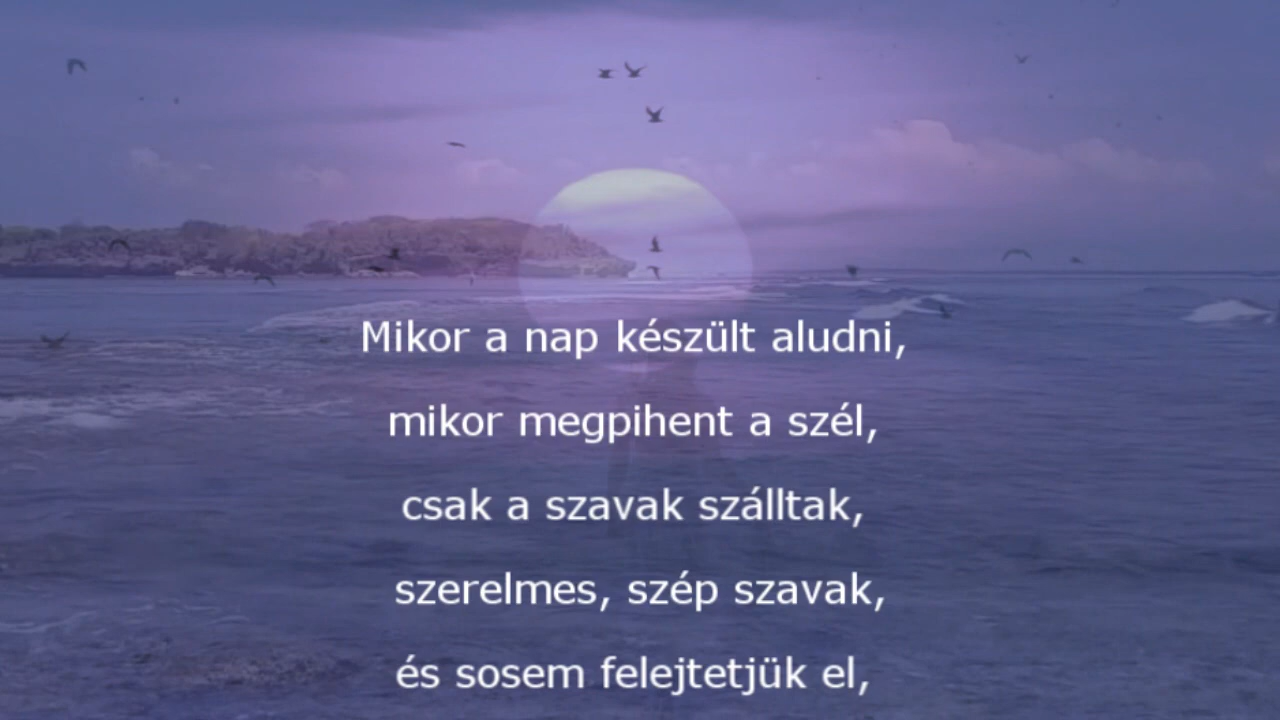 Mikor a nap készült aludni,
mikor megpihent a szél,
csak a szavak szálltak,
szerelmes, szép szavak,
és sosem felejtetjük el,